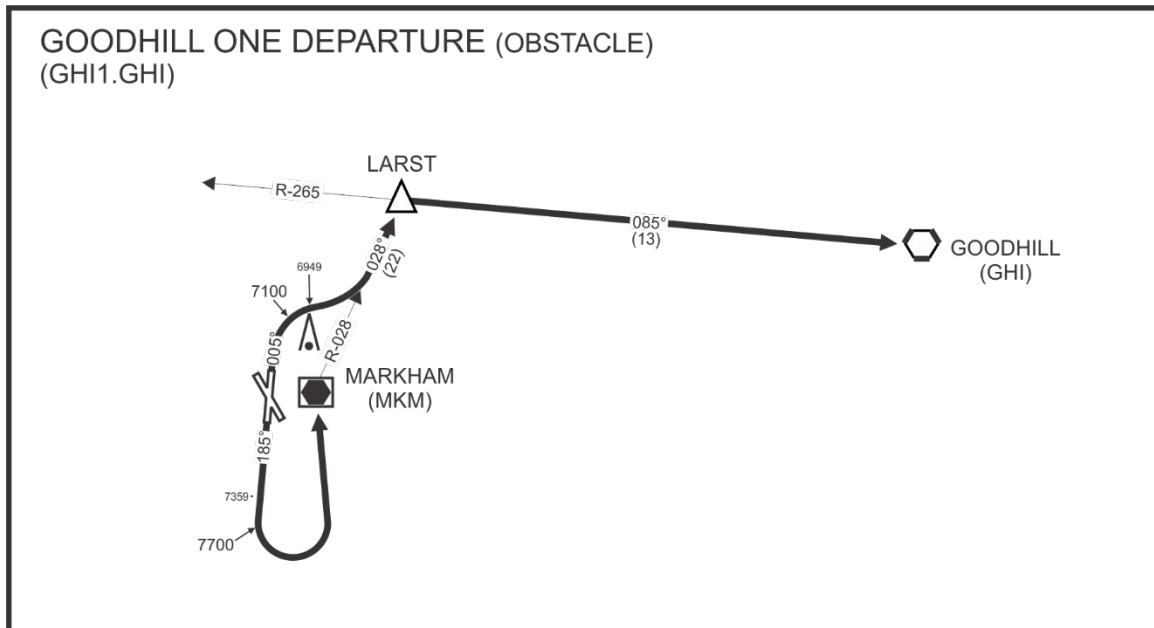 GOODHILL ONE DEPARTURE (OBSTACLE)
(GHI1.GHI)
LARST
R-265
085°
(13)
GOODHILL
(GHI)
028°
(22)
6949
7100
005°
R-028
MARKHAM
(MKM)
185°
7359
7700